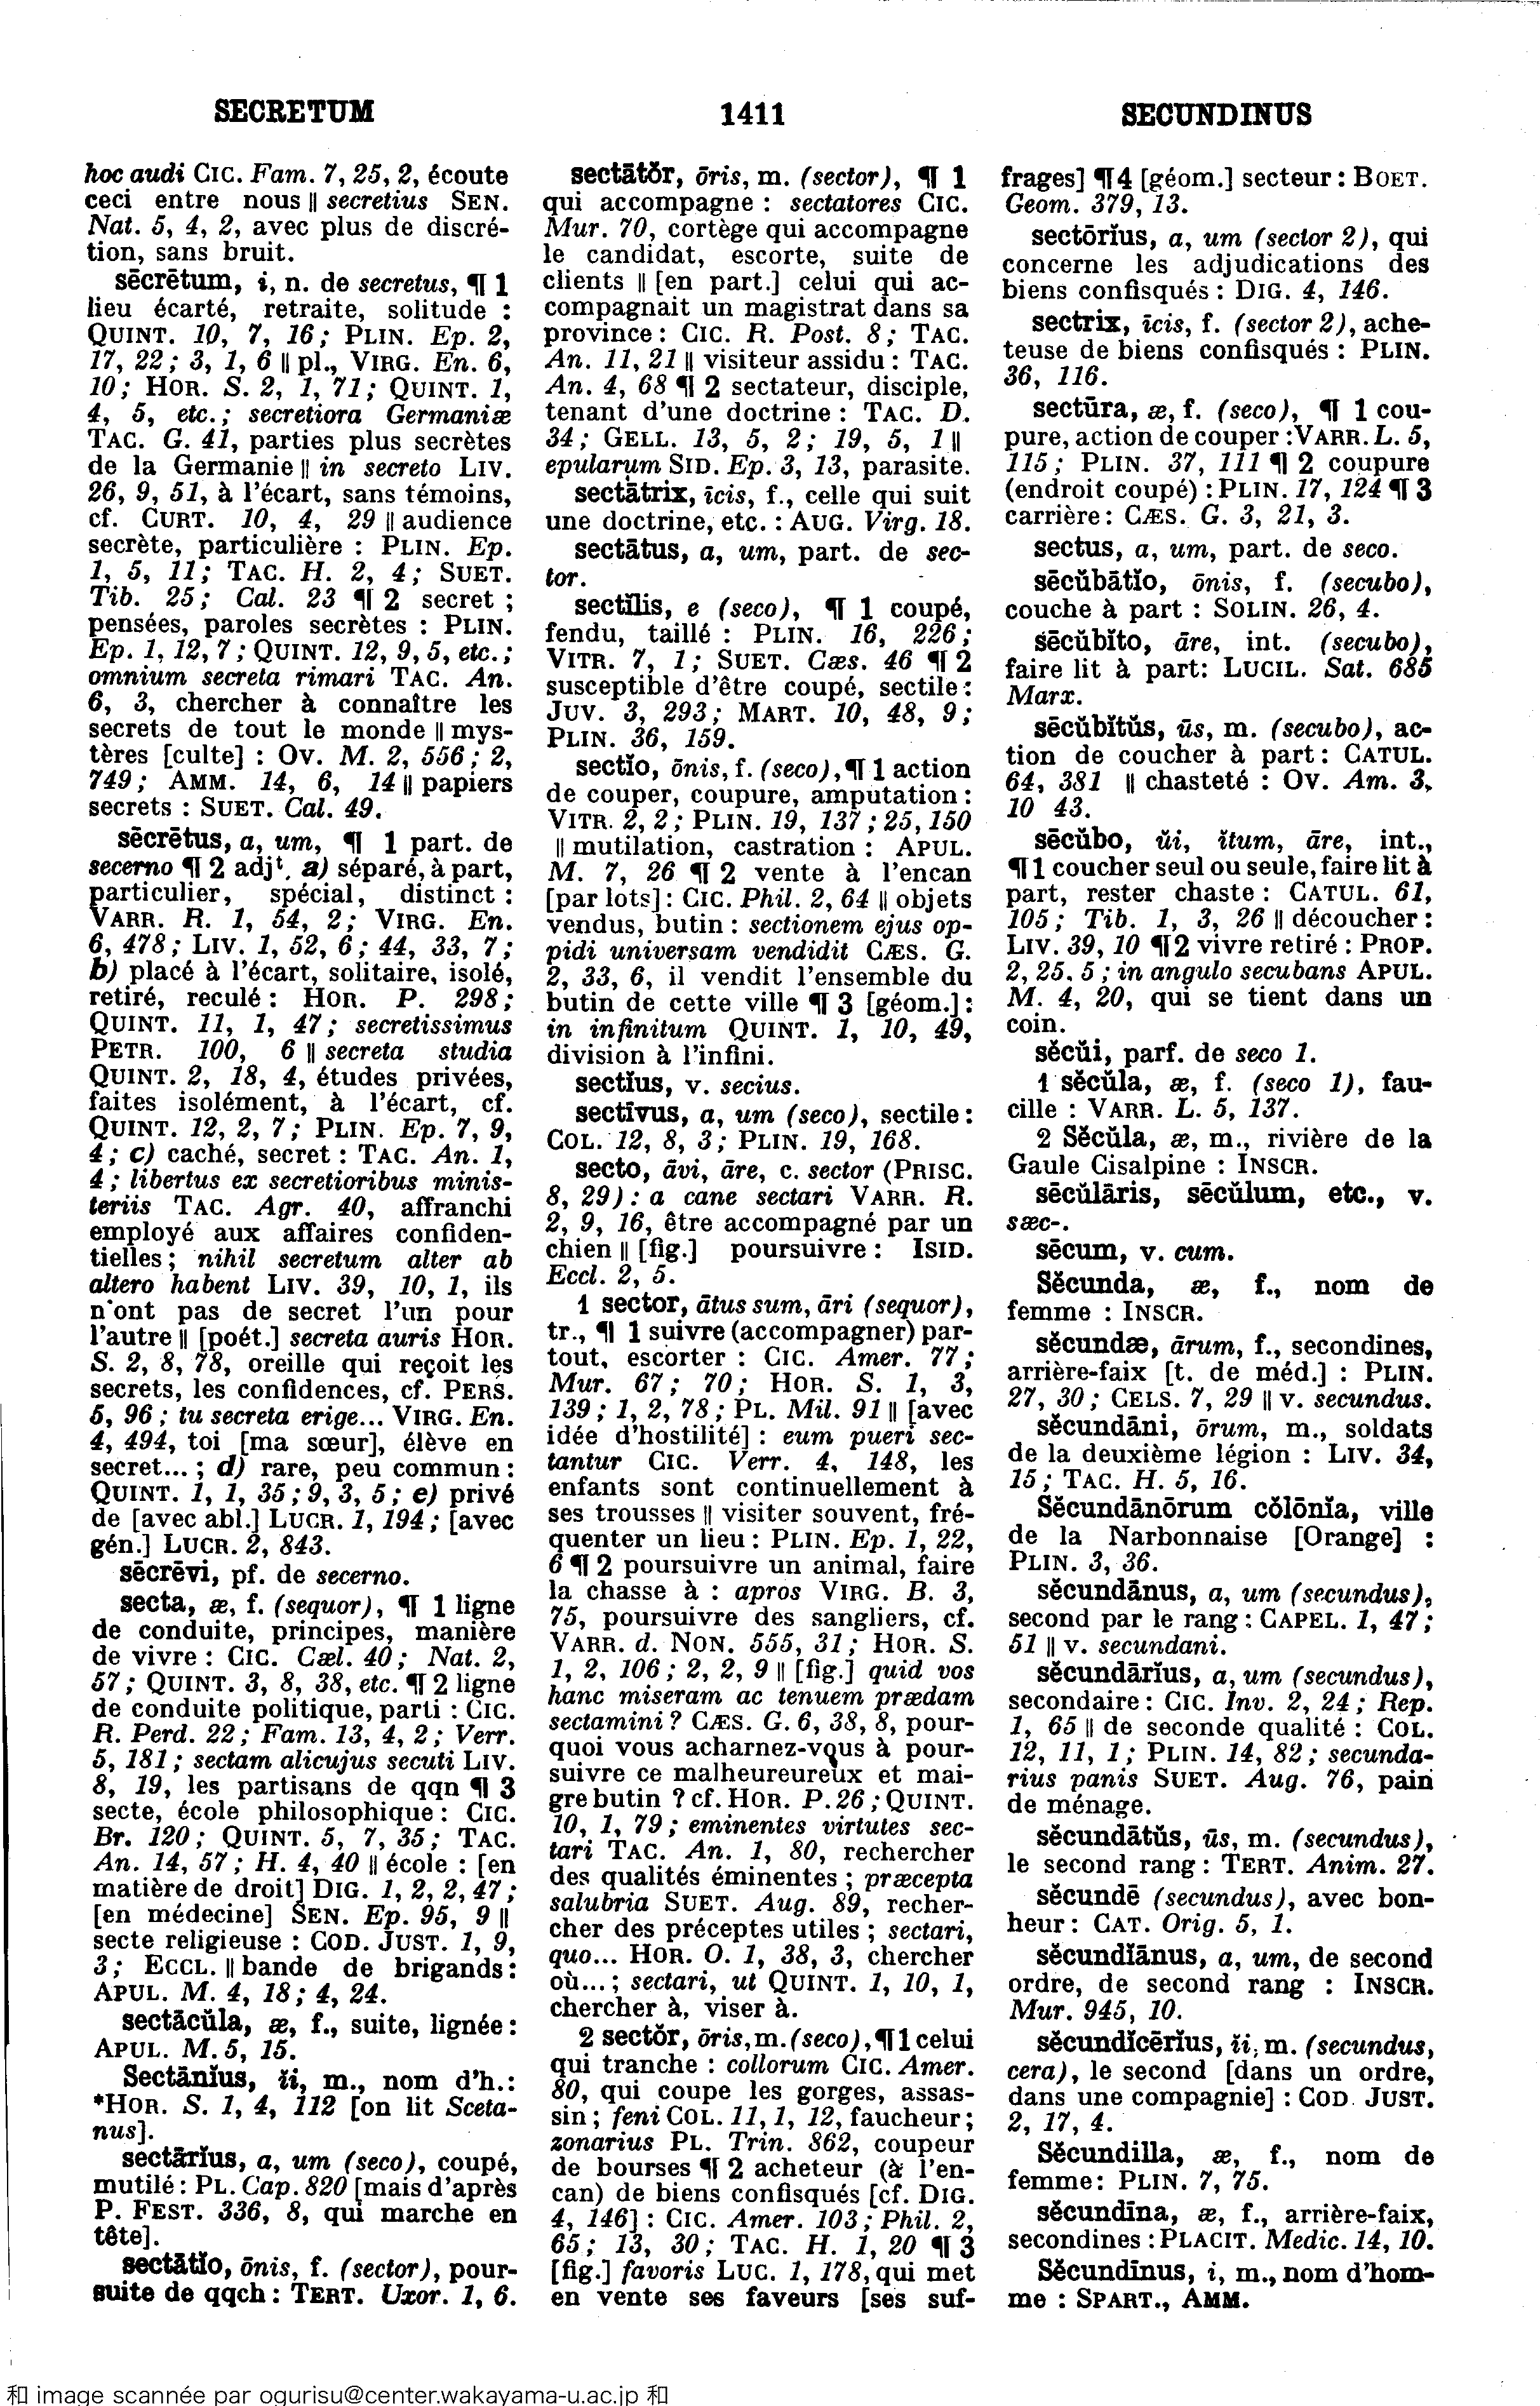 SECRETUM
1411
SECUNDINUS
hoc audi CIC. Fam. 7, 25, 2, écoute
ceci entre nous || secretius SEN.
Nat. 5, 4, 2, avec plus de discré-
tion, sans bruit.
sēcrētum, i, n. de secretus, ¶ 1
lieu écarté, retraite, solitude :
QUINT. 10, 7, 16 ; PLIN. Ep. 2,
17, 22 ; 3, 1, 6 || pl., VIRG. En. 6,
10 ; HOR. S. 2, 1, 71 ; QUINT. 1,
4, 5, etc. ; secretiora Germaniæ
TAC. G. 41, parties plus secrètes
de la Germanie || in secreto LIV.
26, 9, 51, à l'écart, sans témoins,
cf. CURT. 10, 4, 29 || audience
secrète, particulière : PLIN. Ep.
1, 5, 11 ; TAC. H. 2, 4 ; SUET.
Tib. 25 ; Cal. 23 ¶ 2 secret ;
pensées, paroles secrètes : PLIN.
Ep. 1, 12, 7 ; QUINT. 12, 9, 5, etc. ;
omnium secreta rimari TAC. An.
6, 3, chercher à connaître les
secrets de tout le monde || mys-
tères [culte] : OV. M. 2, 556 ; 2,
749 ; AMM. 14, 6, 14 || papiers
secrets : SUET. Cal. 49.
sēcrētus, a, um, ¶ 1 part. de
secerno ¶ 2 adjᵗ. a) séparé, à part,
particulier, spécial, distinct :
VARR. R. 1, 54, 2 ; VIRG. En.
6, 478 ; LIV. 1, 52, 6 ; 44, 33, 7 ;
b) placé à l'écart, solitaire, isolé,
retiré, reculé : HOR. P. 298 ;
QUINT. 11, 1, 47 ; secretissimus
PETR. 100, 6 || secreta studia
QUINT. 2, 18, 4, études privées,
faites isolément, à l'écart, cf.
QUINT. 12, 2, 7 ; PLIN. Ep. 7, 9,
4 ; c) caché, secret : TAC. An. 1,
4 ; libertus ex secretioribus minis-
teriis TAC. Agr. 40, affranchi
employé aux affaires confiden-
tielles ; nihil secretum alter ab
altero habent LIV. 39, 10, 1, ils
n'ont pas de secret l'un pour
l'autre || [poét.] secreta auris HOR.
S. 2, 8, 78, oreille qui reçoit les
secrets, les confidences, cf. PERS.
5, 96 ; tu secreta erige... VIRG. En.
4, 494, toi [ma sœur], élève en
secret... ; d) rare, peu commun :
QUINT. 1, 1, 35 ; 9, 3, 5 ; e) privé
de [avec abl.] LUCR. 1, 194 ; [avec
gén.] LUCR. 2, 843.
sēcrēvi, pf. de secerno.
secta, æ, f. (sequor), ¶ 1 ligne
de conduite, principes, manière
de vivre : CIC. Cæl. 40 ; Nat. 2,
57 ; QUINT. 3, 8, 38, etc. ¶ 2 ligne
de conduite politique, parti : CIC.
R. Perd. 22 ; Fam. 13, 4, 2 ; Verr.
5, 181 ; sectam alicujus secuti LIV.
8, 19, les partisans de qqn ¶ 3
secte, école philosophique : CIC.
Br. 120 ; QUINT. 5, 7, 35 ; TAC.
An. 14, 57 ; H. 4, 40 || école : [en
matière de droit] DIG. 1, 2, 2, 47 ;
[en médecine] SEN. Ep. 95, 9 ||
secte religieuse : COD. JUST. 1, 9,
3 ; ECCL. || bande de brigands :
APUL. M. 4, 18 ; 4, 24.
sectācŭla, æ, f., suite, lignée :
APUL. M. 5, 15.
Sectānĭus, ĭi, m., nom d'h. :
*HOR. S. 1, 4, 112 [on lit Sceta-
nus].
sectārĭus, a, um (seco), coupé,
mutilé : PL. Cap. 820 [mais d'après
P. FEST. 336, 8, qui marche en
tête].
sectātĭo, ōnis, f. (sector), pour-
suite de qqch : TERT. Uxor. 1, 6.
sectātŏr, ōris, m. (sector), ¶ 1
qui accompagne : sectatores CIC.
Mur. 70, cortège qui accompagne
le candidat, escorte, suite de
clients || [en part.] celui qui ac-
compagnait un magistrat dans sa
province : CIC. R. Post. 8 ; TAC.
An. 11, 21 || visiteur assidu : TAC.
An. 4, 68 ¶ 2 sectateur, disciple,
tenant d'une doctrine : TAC. D.
34 ; GELL. 13, 5, 2 ; 19, 5, 1 ||
epularum SID. Ep. 3, 13, parasite.
sectātrix, īcis, f., celle qui suit
une doctrine, etc. : AUG. Virg. 18.
sectātus, a, um, part. de sec-
tor.
sectĭlis, e (seco), ¶ 1 coupé,
fendu, taillé : PLIN. 16, 226 ;
VITR. 7, 1 ; SUET. Cæs. 46 ¶ 2
susceptible d'être coupé, sectile :
JUV. 3, 293 ; MART. 10, 48, 9 ;
PLIN. 36, 159.
sectĭo, ōnis, f. (seco), ¶ 1 action
de couper, coupure, amputation :
VITR. 2, 2 ; PLIN. 19, 137 ; 25, 150
|| mutilation, castration : APUL.
M. 7, 26 ¶ 2 vente à l'encan
[par lots] : CIC. Phil. 2, 64 || objets
vendus, butin : sectionem ejus op-
pidi universam vendidit CÆS. G.
2, 33, 6, il vendit l'ensemble du
butin de cette ville ¶ 3 [géom.] :
in infinitum QUINT. 1, 10, 49,
division à l'infini.
sectĭus, v. secius.
sectīvus, a, um (seco), sectile :
COL. 12, 8, 3 ; PLIN. 19, 168.
secto, āvi, āre, c. sector (PRISC.
8, 29) : a cane sectari VARR. R.
2, 9, 16, être accompagné par un
chien || [fig.] poursuivre : ISID.
Eccl. 2, 5.
1 sector, ātus sum, āri (sequor),
tr., ¶ 1 suivre (accompagner) par-
tout, escorter : CIC. Amer. 77 ;
Mur. 67 ; 70 ; HOR. S. 1, 3,
139 ; 1, 2, 78 ; PL. Mil. 91 || [avec
idée d'hostilité] : eum pueri sec-
tantur CIC. Verr. 4, 148, les
enfants sont continuellement à
ses trousses || visiter souvent, fré-
quenter un lieu : PLIN. Ep. 1, 22,
6 ¶ 2 poursuivre un animal, faire
la chasse à : apros VIRG. B. 3,
75, poursuivre des sangliers, cf.
VARR. d. NON. 555, 31 ; HOR. S.
1, 2, 106 ; 2, 2, 9 || [fig.] quid vos
hanc miseram ac tenuem prædam
sectamini ? CÆS. G. 6, 38, 8, pour-
quoi vous acharnez-vous à pour-
suivre ce malheureureux et mai-
gre butin ? cf. HOR. P. 26 ; QUINT.
10, 1, 79 ; eminentes virtutes sec-
tari TAC. An. 1, 80, rechercher
des qualités éminentes ; præcepta
salubria SUET. Aug. 89, recher-
cher des préceptes utiles ; sectari,
quo... HOR. O. 1, 38, 3, chercher
où... ; sectari, ut QUINT. 1, 10, 1,
chercher à, viser à.
2 sectŏr, ōris, m. (seco), ¶ 1 celui
qui tranche : collorum CIC. Amer.
80, qui coupe les gorges, assas-
sin ; feni COL. 11, 1, 12, faucheur ;
zonarius PL. Trin. 862, coupeur
de bourses ¶ 2 acheteur (à l'en-
can) de biens confisqués [cf. DIG.
4, 146] : CIC. Amer. 103 ; Phil. 2,
65 ; 13, 30 ; TAC. H. 1, 20 ¶ 3
[fig.] favoris LUC. 1, 178, qui met
en vente ses faveurs [ses suf-
frages] ¶ 4 [géom.] secteur : BOET.
Geom. 379, 13.
sectōrĭus, a, um (sector 2), qui
concerne les adjudications des
biens confisqués : DIG. 4, 146.
sectrix, īcis, f. (sector 2), ache-
teuse de biens confisqués : PLIN.
36, 116.
sectūra, æ, f. (seco), ¶ 1 cou-
pure, action de couper : VARR. L. 5,
115 ; PLIN. 37, 111 ¶ 2 coupure
(endroit coupé) : PLIN. 17, 124 ¶ 3
carrière : CÆS. G. 3, 21, 3.
sectus, a, um, part. de seco.
sēcŭbātĭo, ōnis, f. (secubo),
couche à part : SOLIN. 26, 4.
sēcŭbĭto, āre, int. (secubo),
faire lit à part : LUCIL. Sat. 685
Marx.
sēcŭbĭtŭs, ūs, m. (secubo), ac-
tion de coucher à part : CATUL.
64, 381 || chasteté : OV. Am. 3,
10 43.
sēcŭbo, ŭi, ĭtum, āre, int.,
¶ 1 coucher seul ou seule, faire lit à
part, rester chaste : CATUL. 61,
105 ; Tib. 1, 3, 26 || découcher :
LIV. 39, 10 ¶ 2 vivre retiré : PROP.
2, 25. 5 ; in angulo secubans APUL.
M. 4, 20, qui se tient dans un
coin.
sĕcŭi, parf. de seco 1.
1 sĕcŭla, æ, f. (seco 1), fau-
cille : VARR. L. 5, 137.
2 Sĕcŭla, æ, m., rivière de la
Gaule Cisalpine : INSCR.
sēcŭlāris, sēcŭlum, etc., v.
sæc-.
sēcum, v. cum.
Sĕcunda, æ, f., nom de
femme : INSCR.
sĕcundæ, ārum, f., secondines,
arrière-faix [t. de méd.] : PLIN.
27, 30 ; CELS. 7, 29 || v. secundus.
sĕcundāni, ōrum, m., soldats
de la deuxième légion : LIV. 34,
15 ; TAC. H. 5, 16.
Sĕcundānōrum cŏlōnĭa, ville
de la Narbonnaise [Orange] :
PLIN. 3, 36.
sĕcundānus, a, um (secundus),
second par le rang : CAPEL. 1, 47 ;
51 || v. secundani.
sĕcundārĭus, a, um (secundus),
secondaire : CIC. Inv. 2, 24 ; Rep.
1, 65 || de seconde qualité : COL.
12, 11, 1 ; PLIN. 14, 82 ; secunda-
rius panis SUET. Aug. 76, pain
de ménage.
sĕcundātŭs, ūs, m. (secundus),
le second rang : TERT. Anim. 27.
sĕcundē (secundus), avec bon-
heur : CAT. Orig. 5, 1.
sĕcundĭānus, a, um, de second
ordre, de second rang : INSCR.
Mur. 945, 10.
sĕcundĭcērĭus, ĭi, m. (secundus,
cera), le second [dans un ordre,
dans une compagnie] : COD. JUST.
2, 17, 4.
Sĕcundilla, æ, f., nom de
femme : PLIN. 7, 75.
sĕcundīna, æ, f., arrière-faix,
secondines : PLACIT. Medic. 14, 10.
Sĕcundīnus, i, m., nom d'hom-
me : SPART., AMM.
和 image scannée par ogurisu@center.wakayama-u.ac.jp 和